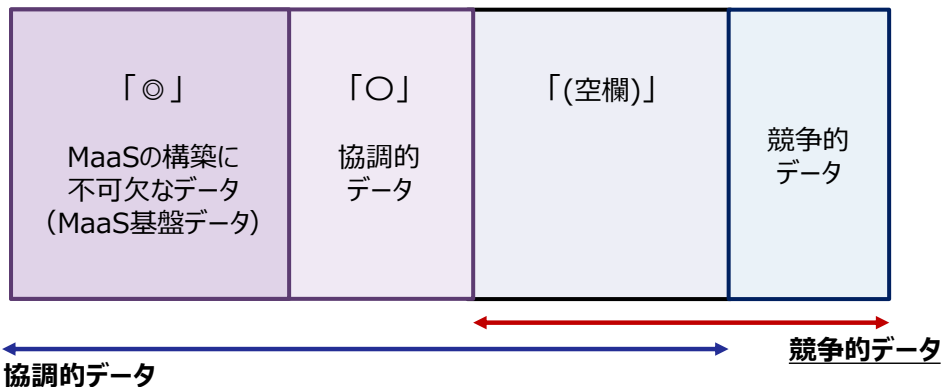 「◎」
MaaSの構築に
不可欠なデータ
（MaaS基盤データ）
「〇」
協調的
データ
「(空欄)」
競争的
データ
競争的データ
協調的データ